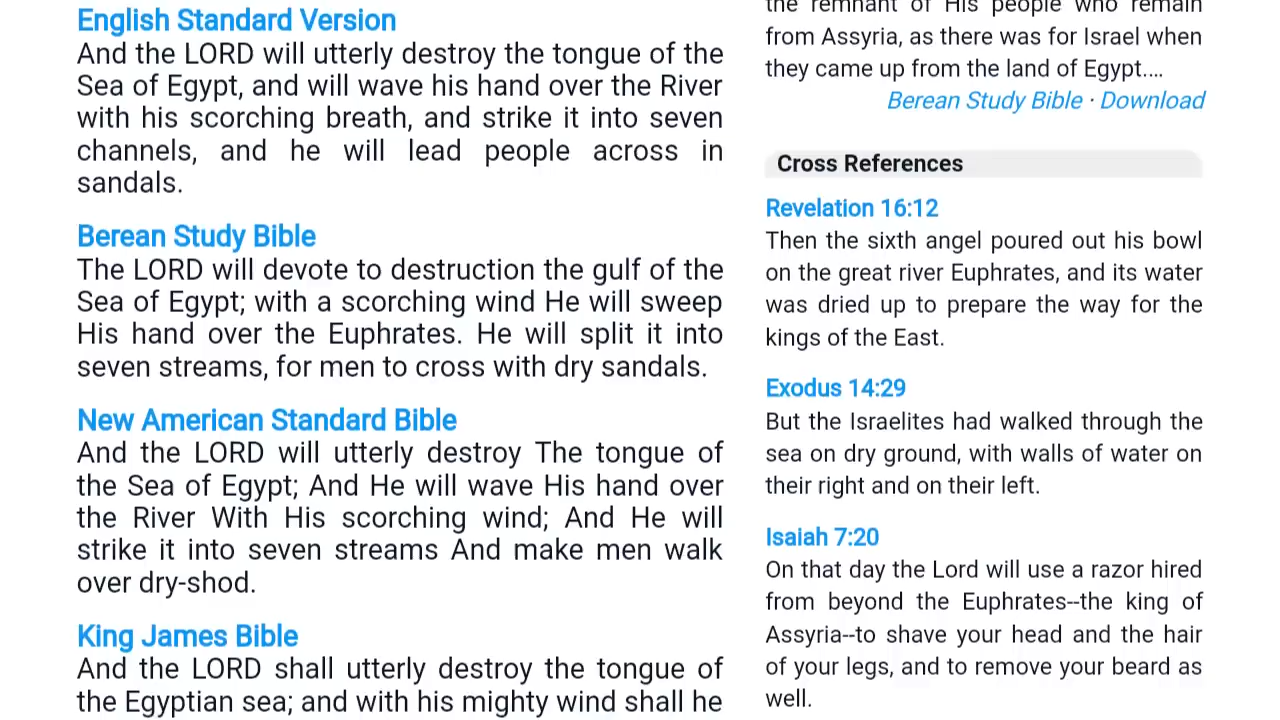 English Standard Version
And the LORD will utterly destroy the tongue of the
Sea of Egypt, and will wave his hand over the River
with his scorching breath, and strike it into seven
channels, and he will lead people across in
sandals.
Berean Study Bible
The LORD will devote to destruction the gulf of the
Sea of Egypt; with a scorching wind He will sweep
His hand over the Euphrates. He will split it into
seven streams, for men to cross with dry sandals.
New American Standard Bible
And the LORD will utterly destroy The tongue of
the Sea of Egypt; And He will wave His hand over
the River With His scorching wind; And He will
strike it into seven streams And make men walk
over dry-shod.
King James Bible
And the LORD shall utterly destroy the tongue of
the Egyptian sea; and with his mighty wind shall he
the remnant of His people who remain
from Assyria, as there was for Israel when
they came up from the land of Egypt.…
Berean Study Bible · Download
Cross References
Revelation 16:12
Then the sixth angel poured out his bowl
on the great river Euphrates, and its water
was dried up to prepare the way for the
kings of the East.
Exodus 14:29
But the Israelites had walked through the
sea on dry ground, with walls of water on
their right and on their left.
Isaiah 7:20
On that day the Lord will use a razor hired
from beyond the Euphrates--the king of
Assyria--to shave your head and the hair
of your legs, and to remove your beard as
well.